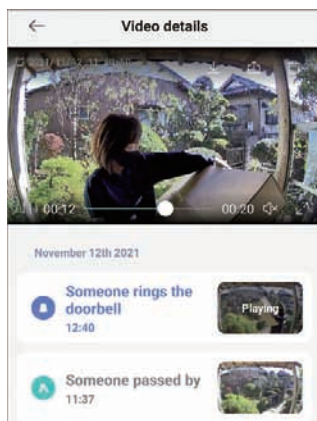 Video details
00:12
00:20
November 12th 2021
Someone rings the
doorbell
12:40
Playing
Someone passed by
11:37